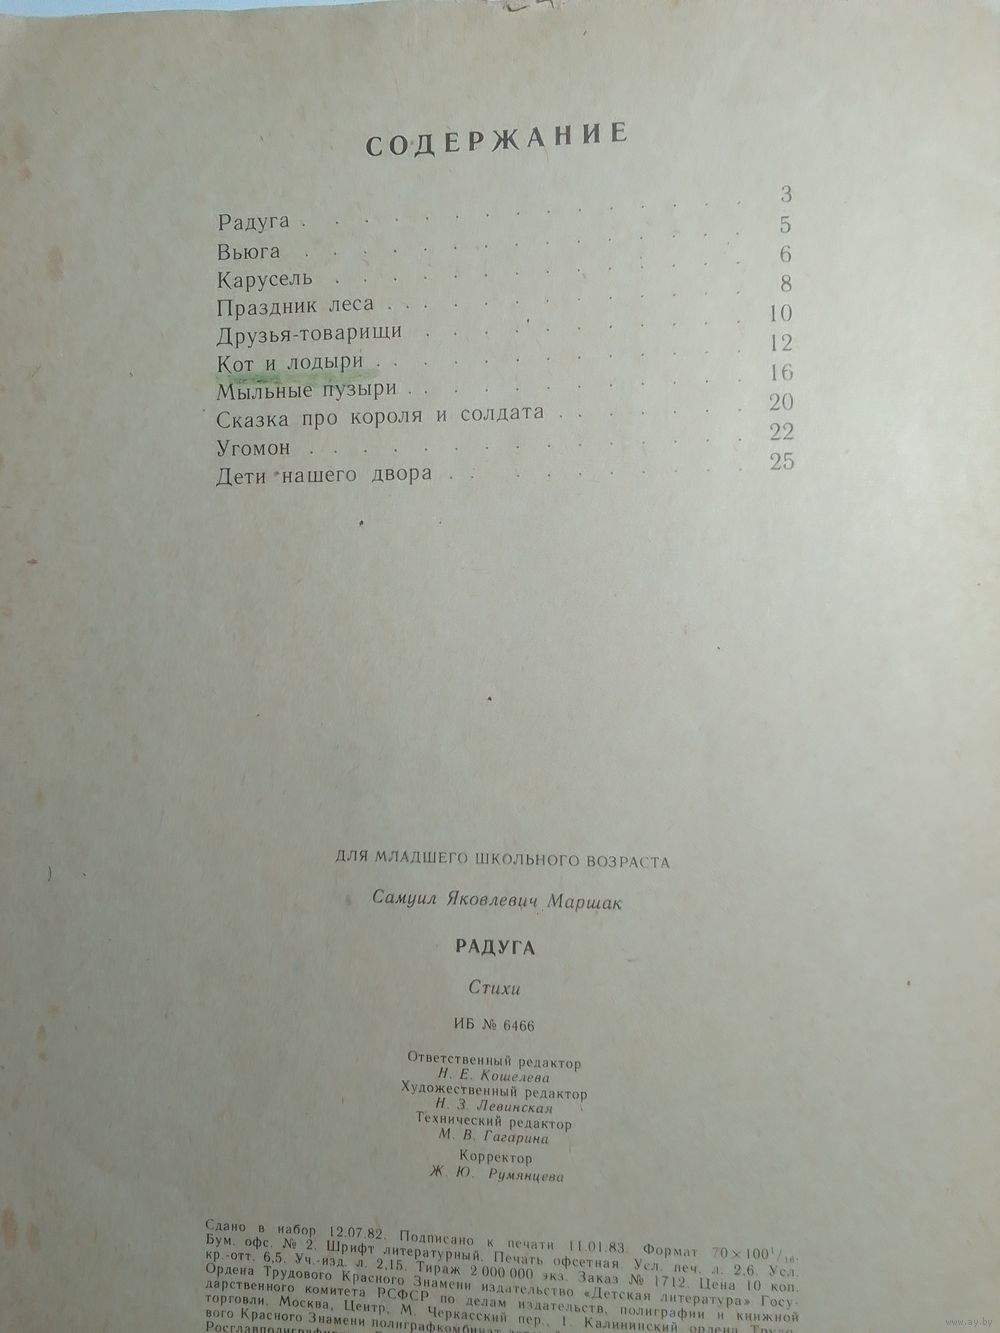 СОДЕРЖАНИЕ
Радуга . . . . . . . . . . . . . . . 3
Вьюга . . . . . . . . . . . . . . . 5
Карусель . . . . . . . . . . . . . . 6
Праздник леса . . . . . . . . . . . . 8
Друзья-товарищи . . . . . . . . . . . 10
Кот и лодыри . . . . . . . . . . . . 12
Мыльные пузыри . . . . . . . . . . . 16
Сказка про короля и солдата . . . . . . . 20
Угомон . . . . . . . . . . . . . . . 22
Дети нашего двора . . . . . . . . . . 25
ДЛЯ МЛАДШЕГО ШКОЛЬНОГО ВОЗРАСТА
Самуил Яковлевич Маршак
РАДУГА
Стихи
ИБ № 6466
Ответственный редактор
Н. Е. Кошелева
Художественный редактор
Н. З. Левинская
Технический редактор
М. В. Гагарина
Корректор
Ж. Ю. Румянцева
Сдано в набор 12.07.82. Подписано к печати 11.01.83. Формат 70×100¹/₁₆.
Бум. офс. № 2. Шрифт литературный. Печать офсетная. Усл. печ. л. 2,6. Усл.
кр.-отт. 6,5. Уч.-изд. л. 2,15. Тираж 2 000 000 экз. Заказ № 1712. Цена 10 коп.
Ордена Трудового Красного Знамени издательство «Детская литература» Госу-
дарственного комитета РСФСР по делам издательств, полиграфии и книжной
торговли. Москва, Центр, М. Черкасский пер., 1. Калининский ордена Трудо-
вого Красного Знамени полиграфкомбинат
www.ay.by